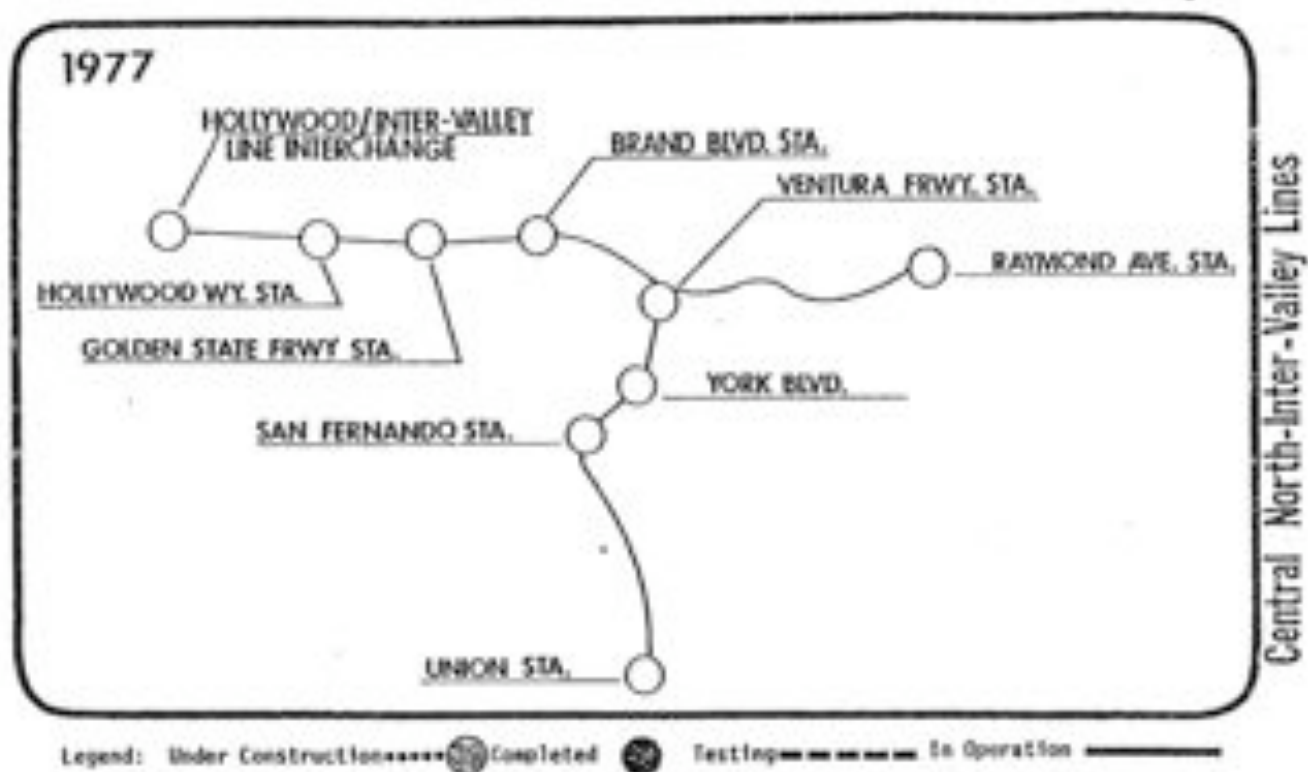 1977
HOLLYWOOD/INTER-VALLEY
LINE INTERCHANGE
BRAND BLVD. STA.
VENTURA FRWY. STA.
RAYMOND AVE. STA.
HOLLYWOOD WY. STA.
GOLDEN STATE FRWY STA.
YORK BLVD.
SAN FERNANDO STA.
UNION STA.
Central North-Inter-Valley Lines
Legend: Under Construction Completed Testing In Operation